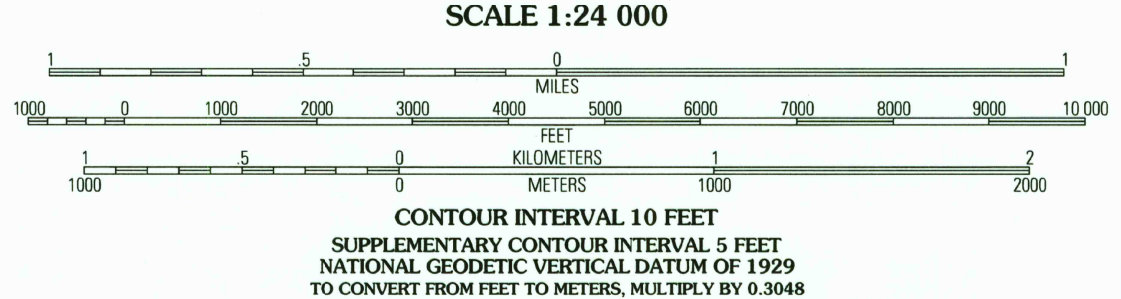 SCALE 1:24 000
1 .5 0 1
MILES
1000 0 1000 2000 3000 4000 5000 6000 7000 8000 9000 10 000
FEET
1 .5 0 KILOMETERS 1 2
1000 0 METERS 1000 2000
CONTOUR INTERVAL 10 FEET
SUPPLEMENTARY CONTOUR INTERVAL 5 FEET
NATIONAL GEODETIC VERTICAL DATUM OF 1929
TO CONVERT FROM FEET TO METERS, MULTIPLY BY 0.3048